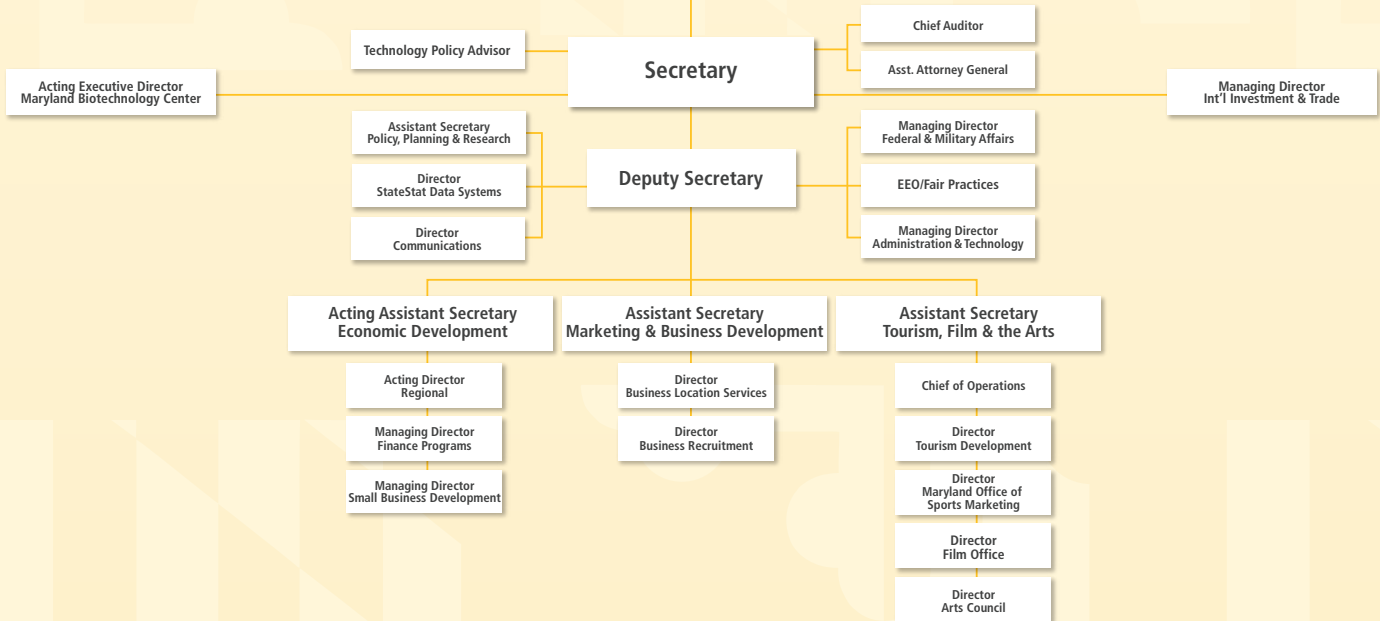 Chief Auditor
Technology Policy Advisor
Secretary
Asst. Attorney General
Acting Executive Director
Maryland Biotechnology Center
Managing Director
Int'l Investment & Trade
Assistant Secretary
Policy, Planning & Research
Managing Director
Federal & Military Affairs
Director
StateStat Data Systems
Deputy Secretary
EEO/Fair Practices
Director
Communications
Managing Director
Administration & Technology
Acting Assistant Secretary
Economic Development
Assistant Secretary
Marketing & Business Development
Assistant Secretary
Tourism, Film & the Arts
Acting Director
Regional
Managing Director
Finance Programs
Managing Director
Small Business Development
Director
Business Location Services
Director
Business Recruitment
Chief of Operations
Director
Tourism Development
Director
Maryland Office of
Sports Marketing
Director
Film Office
Director
Arts Council